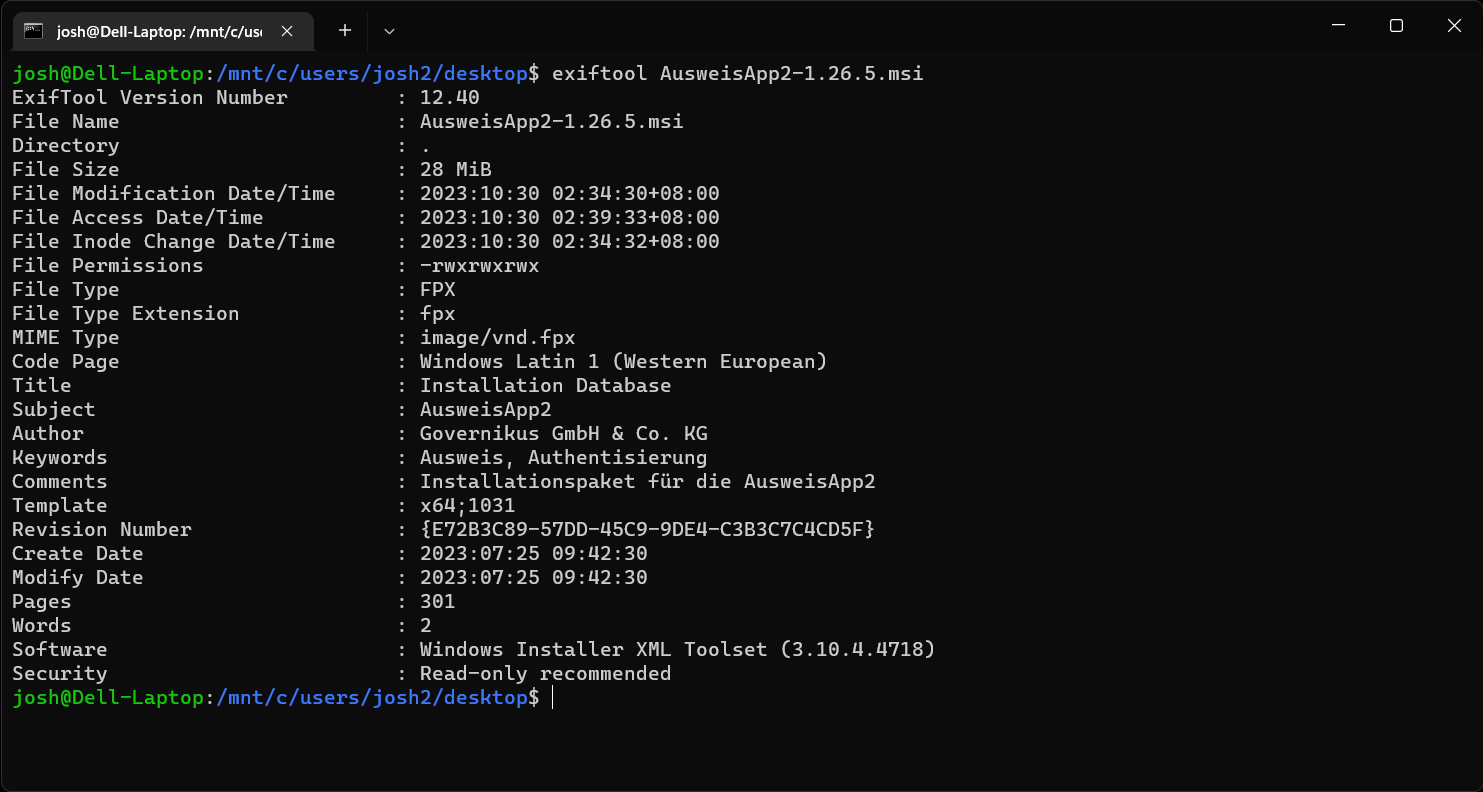 josh@Dell-Laptop: /mnt/c/use
josh@Dell-Laptop:/mnt/c/users/josh2/desktop$ exiftool AusweisApp2-1.26.5.msi
ExifTool Version Number         : 12.40
File Name                       : AusweisApp2-1.26.5.msi
Directory                       : .
File Size                       : 28 MiB
File Modification Date/Time     : 2023:10:30 02:34:30+08:00
File Access Date/Time           : 2023:10:30 02:39:33+08:00
File Inode Change Date/Time     : 2023:10:30 02:34:32+08:00
File Permissions                : -rwxrwxrwx
File Type                       : FPX
File Type Extension             : fpx
MIME Type                       : image/vnd.fpx
Code Page                       : Windows Latin 1 (Western European)
Title                           : Installation Database
Subject                         : AusweisApp2
Author                          : Governikus GmbH & Co. KG
Keywords                        : Ausweis, Authentisierung
Comments                        : Installationspaket für die AusweisApp2
Template                        : x64;1031
Revision Number                 : {E72B3C89-57DD-45C9-9DE4-C3B3C7C4CD5F}
Create Date                     : 2023:07:25 09:42:30
Modify Date                     : 2023:07:25 09:42:30
Pages                           : 301
Words                           : 2
Software                        : Windows Installer XML Toolset (3.10.4.4718)
Security                        : Read-only recommended
josh@Dell-Laptop:/mnt/c/users/josh2/desktop$